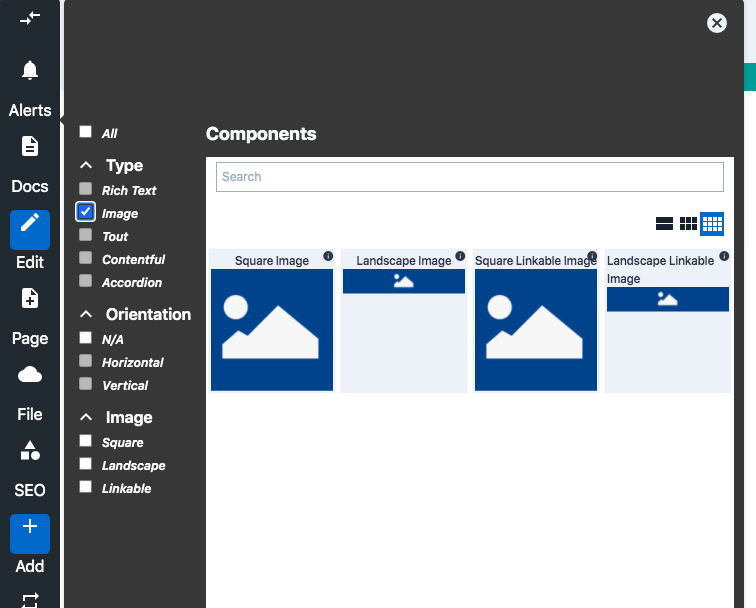 Alerts
Docs
Edit
Page
File
SEO
Add
All
Type
Rich Text
Image
Tout
Contentful
Accordion
Orientation
N/A
Horizontal
Vertical
Image
Square
Landscape
Linkable
Components
Search
Square Image
Landscape Image
Square Linkable Image
Landscape Linkable
Image